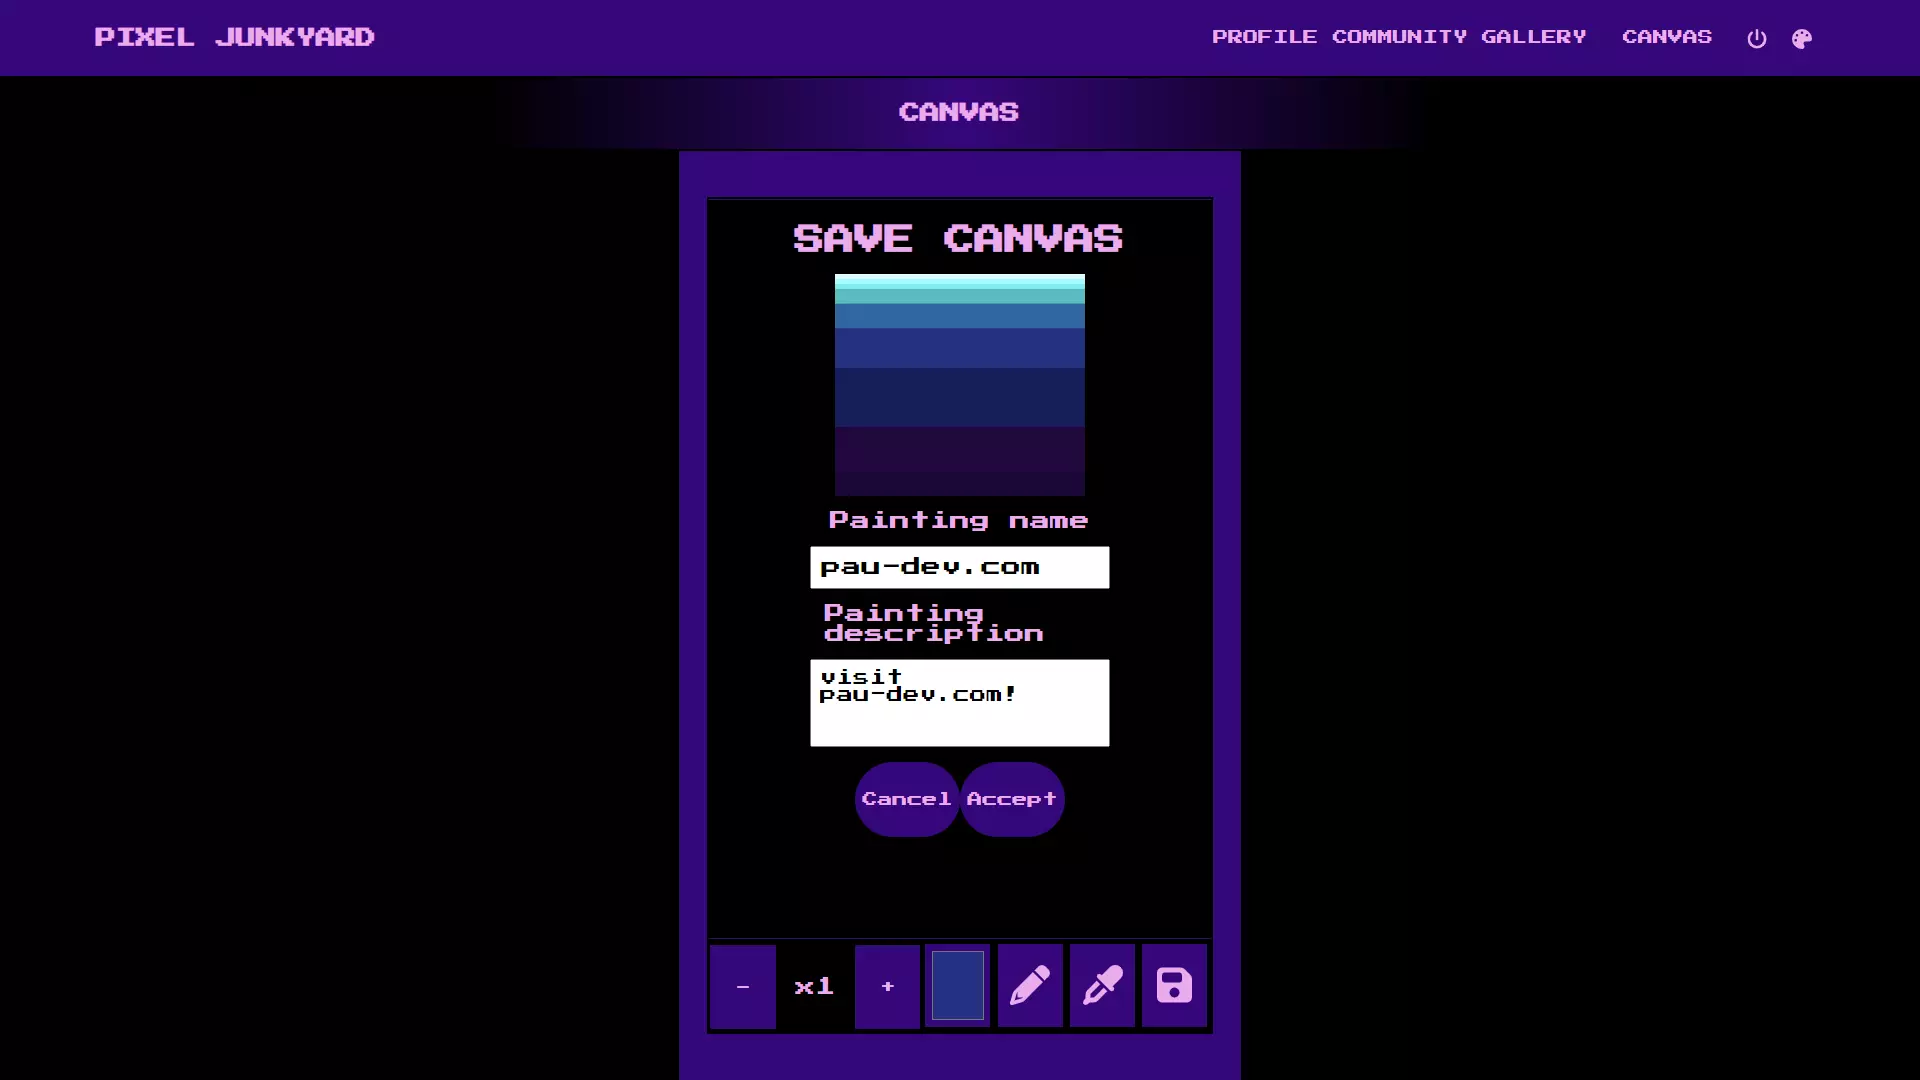 PIXEL JUNKYARD
PROFILE COMMUNITY GALLERY CANVAS
CANVAS
SAVE CANVAS
Painting name
pau-dev.com
Painting
description
visit
pau-dev.com!
Cancel Accept
- x1 +